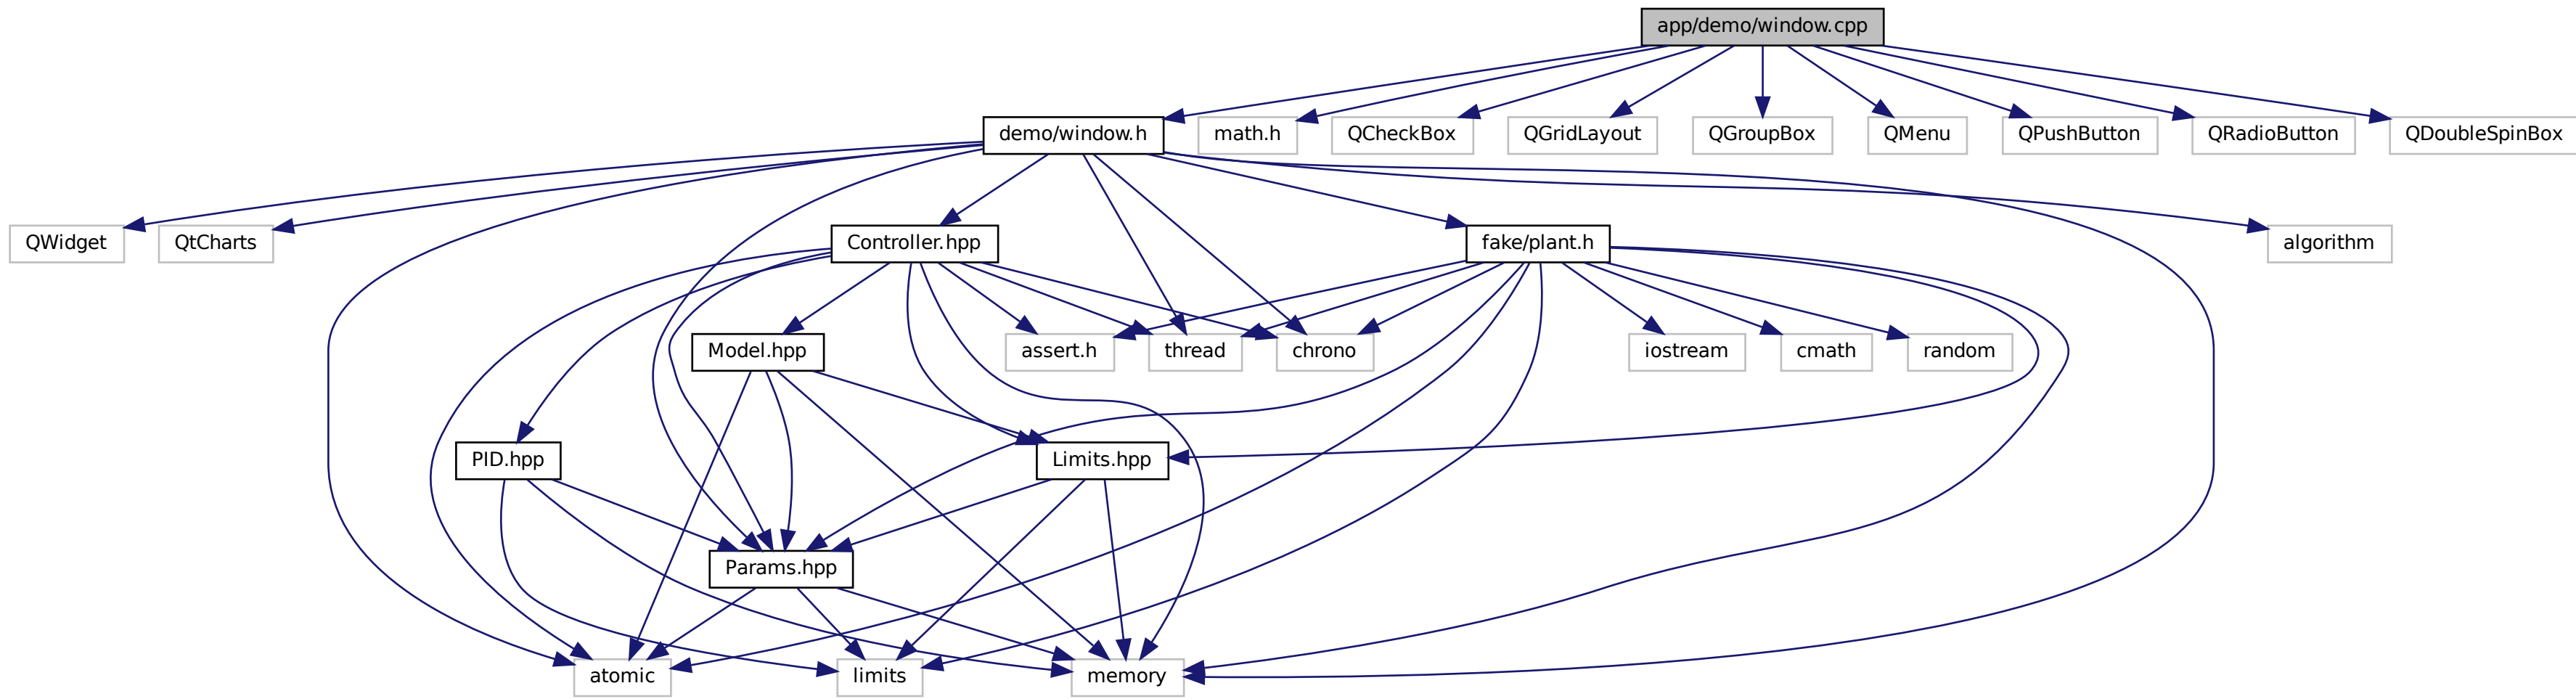 app/demo/window.cpp
demo/window.h
math.h
QCheckBox
QGridLayout
QGroupBox
QMenu
QPushButton
QRadioButton
QDoubleSpinBox
QWidget
QtCharts
Controller.hpp
fake/plant.h
algorithm
Model.hpp
assert.h
thread
chrono
iostream
cmath
random
PID.hpp
Limits.hpp
Params.hpp
atomic
limits
memory